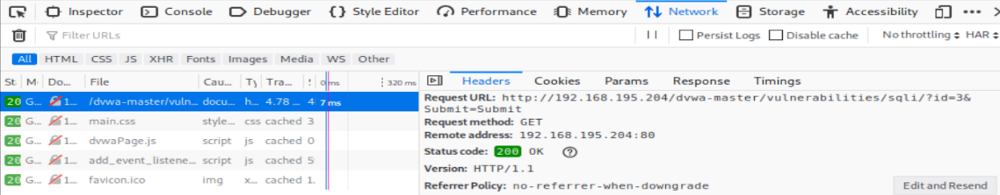 Inspector Console Debugger Style Editor Performance Memory Network Storage Accessibility
Filter URLs Persist Logs Disable cache No throttling HAR
All HTML CSS JS XHR Fonts Images Media WS Other
St M Do... File Cau... Ty Tra... 0 ms 320 ms Headers Cookies Params Response Timings
20 G... 1... /dvwa-master/vuln... docu... h... 4.78 ... 7 ms
20 G... 1... main.css style... css cached 3
20 G... 1... dvwaPage.js script js cached 0
20 G... 1... add_event_listene... script js cached 5
20 G... 1... favicon.ico img x... cached 1.
Request URL: http://192.168.195.204/dvwa-master/vulnerabilities/sqli/?id=3&
Submit=Submit
Request method: GET
Remote address: 192.168.195.204:80
Status code: 200 OK
Version: HTTP/1.1
Referrer Policy: no-referrer-when-downgrade Edit and Resend